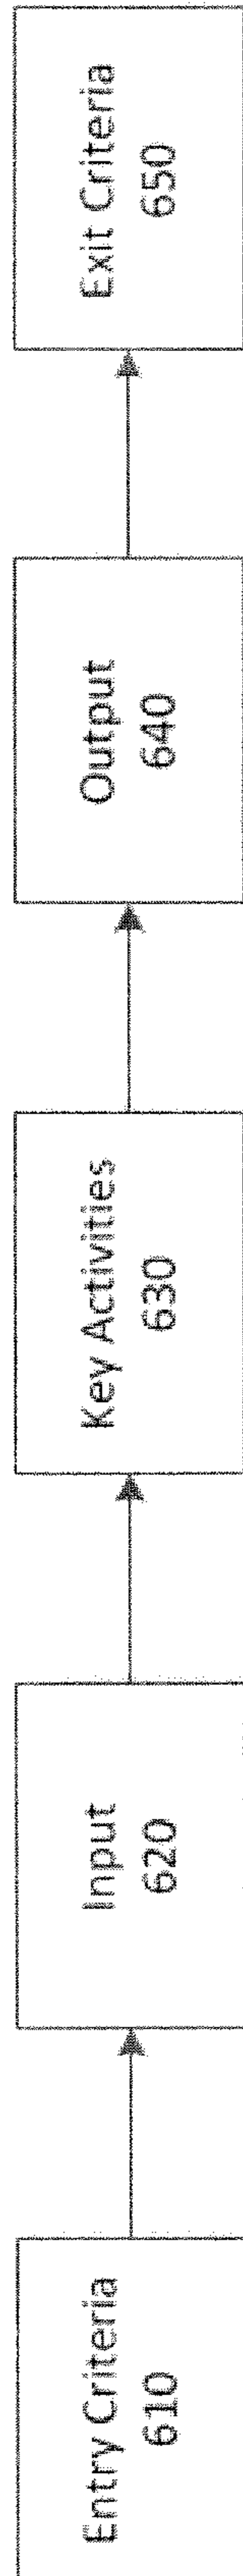 Entry Criteria
610
Input
620
Key Activities
630
Output
640
Exit Criteria
650